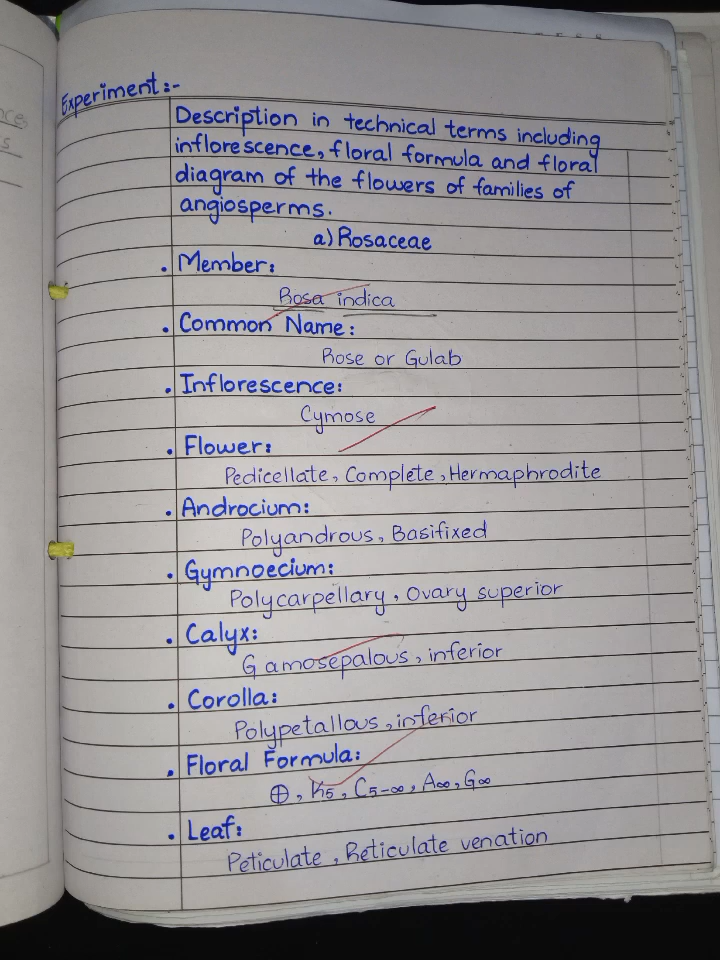 Experiment:-
Description in technical terms including
inflorescence, floral formula and floral
diagram of the flowers of families of
angiosperms.
a) Rosaceae
. Member:
Rosa indica
. Common Name:
Rose or Gulab
. Inflorescence:
Cymose
. Flower:
Pedicellate, Complete, Hermaphrodite
. Androcium:
Polyandrous, Basifixed
. Gymnoecium:
Polycarpellary, Ovary superior
. Calyx:
Gamosepalous, inferior
. Corolla:
Polypetallous, inferior
. Floral Formula:
⊕, K5, C5-∞, A∞, G∞
. Leaf:
Peticulate, Reticulate venation